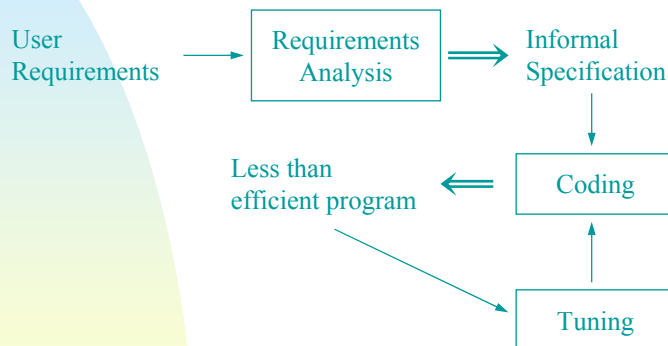 User
Requirements
Requirements
Analysis
Informal
Specification
Less than
efficient program
Coding
Tuning